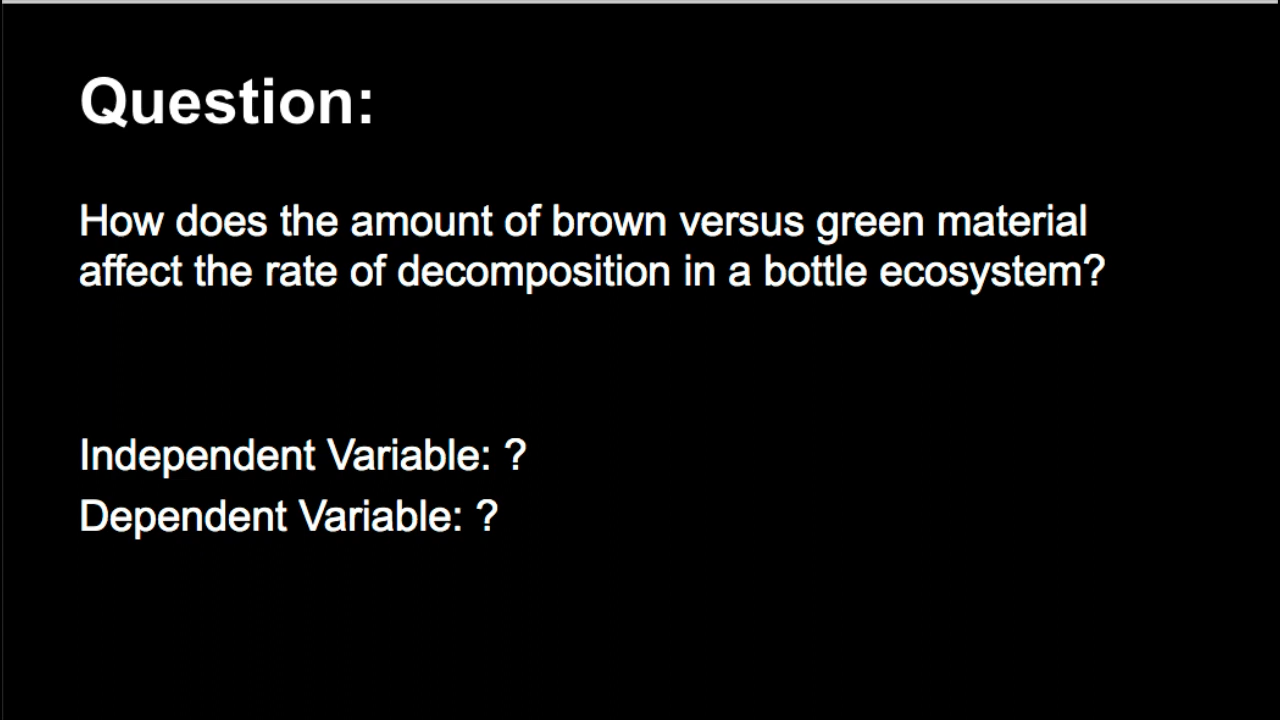 Question:
How does the amount of brown versus green material
affect the rate of decomposition in a bottle ecosystem?
Independent Variable: ?
Dependent Variable: ?